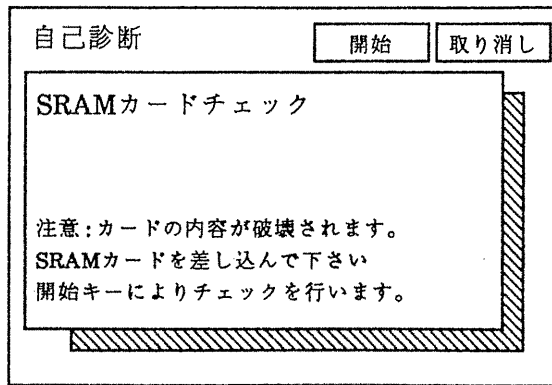 自己診断
開始
取り消し
SRAMカードチェック
注意:カードの内容が破壊されます。
SRAMカードを差し込んで下さい
開始キーによりチェックを行います。